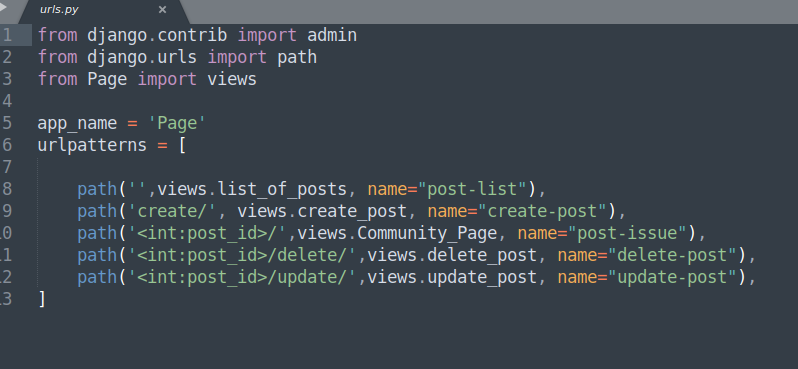 urls.py ×
1 from django.contrib import admin
2 from django.urls import path
3 from Page import views
4
5 app_name = 'Page'
6 urlpatterns = [
7
8 path('',views.list_of_posts, name="post-list"),
9 path('create/', views.create_post, name="create-post"),
10 path('<int:post_id>/',views.Community_Page, name="post-issue"),
11 path('<int:post_id>/delete/',views.delete_post, name="delete-post"),
12 path('<int:post_id>/update/',views.update_post, name="update-post"),
13 ]